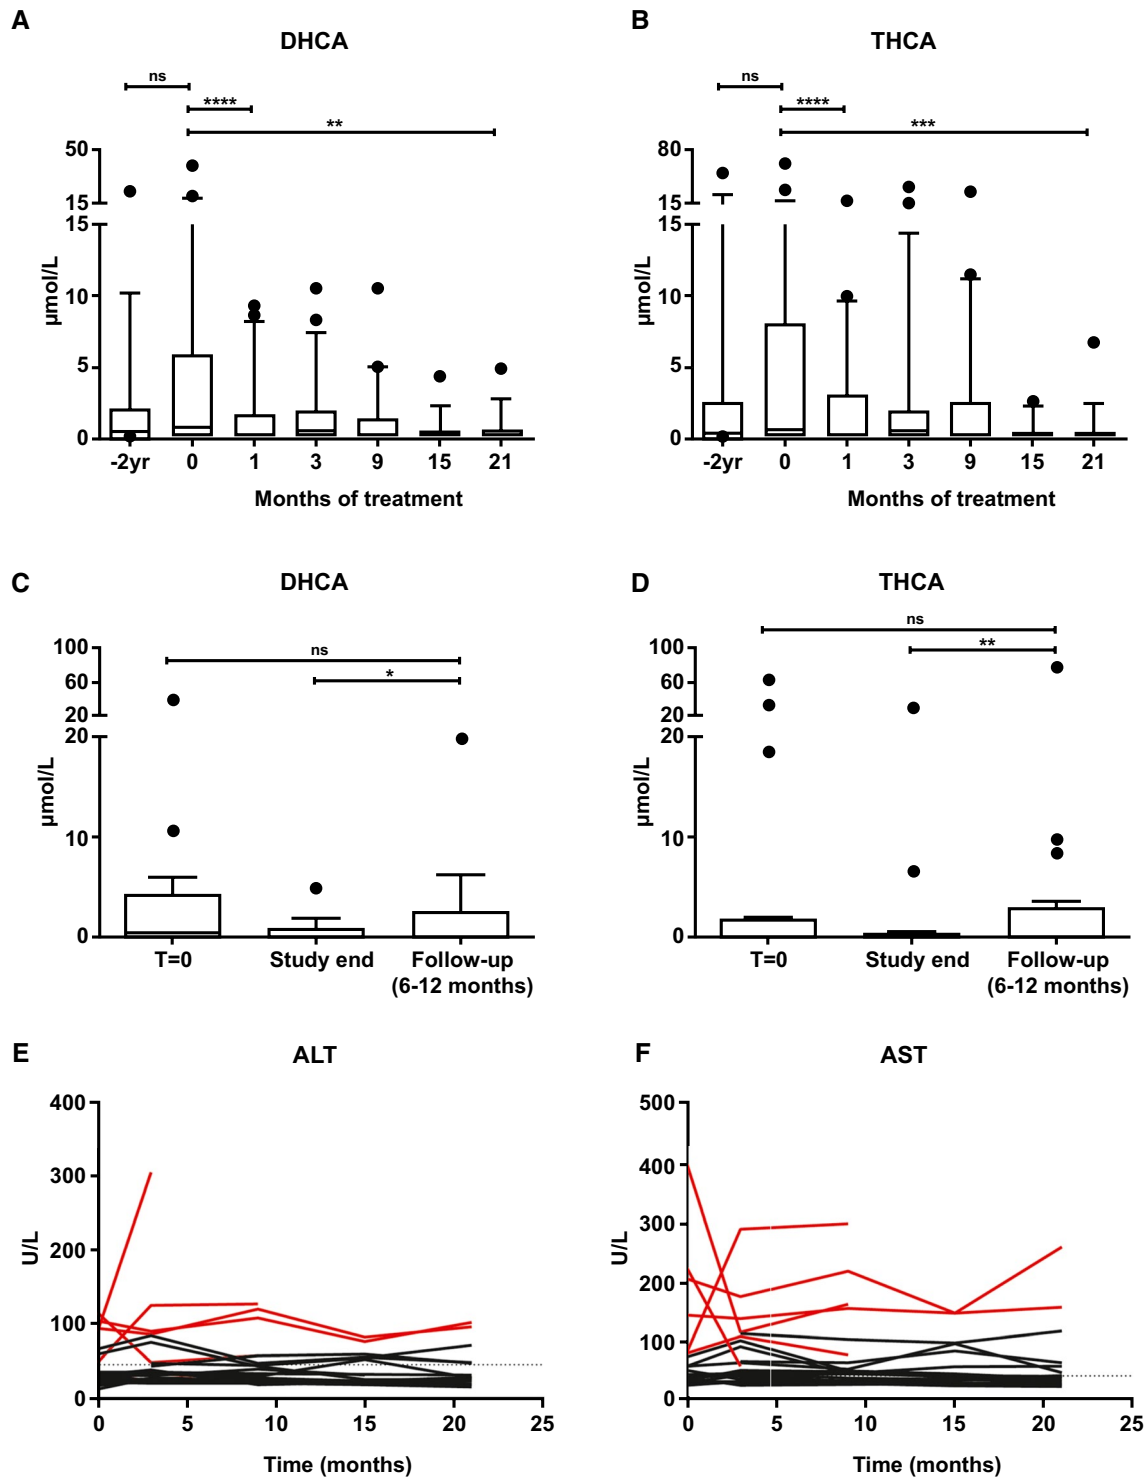 A
DHCA
ns
****
**
50
15
15
10
5
0
µmol/L
-2yr 0 1 3 9 15 21
Months of treatment
B
THCA
ns
****
***
80
15
15
10
5
0
µmol/L
-2yr 0 1 3 9 15 21
Months of treatment
C
DHCA
ns
*
100
60
20
20
10
0
µmol/L
T=0 Study end Follow-up
(6-12 months)
D
THCA
ns
**
100
60
20
20
10
0
µmol/L
T=0 Study end Follow-up
(6-12 months)
E
ALT
400
300
200
100
0
U/L
0 5 10 15 20 25
Time (months)
F
AST
500
400
300
200
100
0
U/L
0 5 10 15 20 25
Time (months)